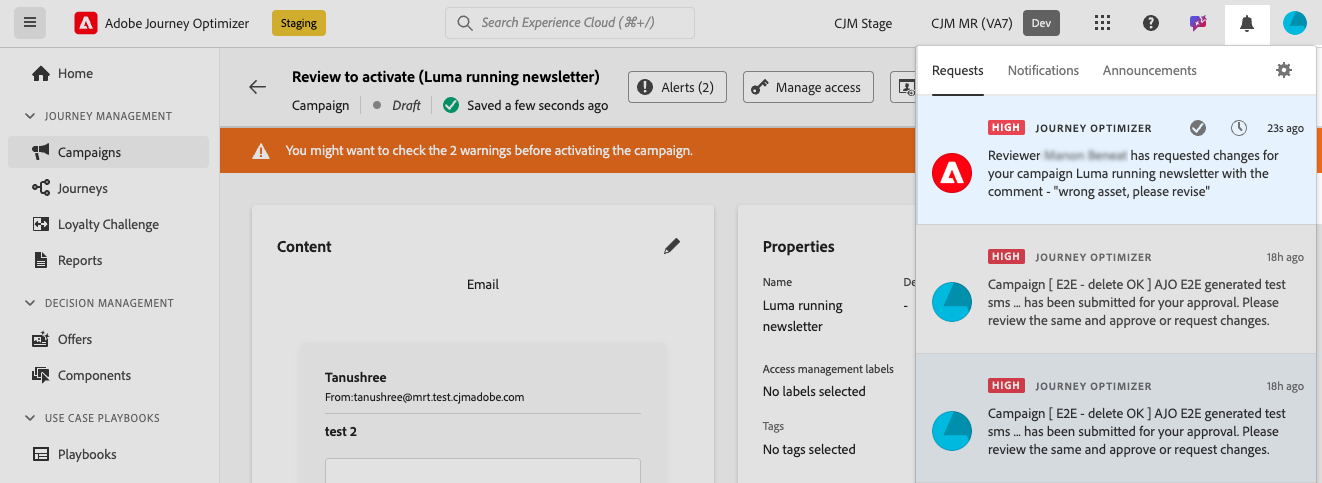 Adobe Journey Optimizer
Staging
Search Experience Cloud (⌘+/)
CJM Stage
CJM MR (VA7)
Dev
Home
JOURNEY MANAGEMENT
Campaigns
Journeys
Loyalty Challenge
Reports
DECISION MANAGEMENT
Offers
Components
USE CASE PLAYBOOKS
Playbooks
Review to activate (Luma running newsletter)
Campaign
Draft
Saved a few seconds ago
Alerts (2)
Manage access
You might want to check the 2 warnings before activating the campaign.
Content
Email
Tanushree
From:tanushree@mrt.test.cjmadobe.com
test 2
Properties
Name
De
Luma running
newsletter
-
Access management labels
No labels selected
Tags
No tags selected
Requests
Notifications
Announcements
HIGH JOURNEY OPTIMIZER 23s ago
Reviewer has requested changes for
your campaign Luma running newsletter with the
comment - "wrong asset, please revise"
HIGH JOURNEY OPTIMIZER 18h ago
Campaign [ E2E - delete OK ] AJO E2E generated test
sms ... has been submitted for your approval. Please
review the same and approve or request changes.
HIGH JOURNEY OPTIMIZER 18h ago
Campaign [ E2E - delete OK ] AJO E2E generated test
sms ... has been submitted for your approval. Please
review the same and approve or request changes.